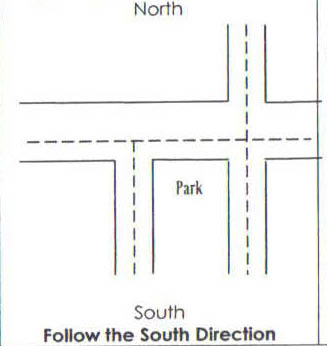 North
Park
South
Follow the South Direction